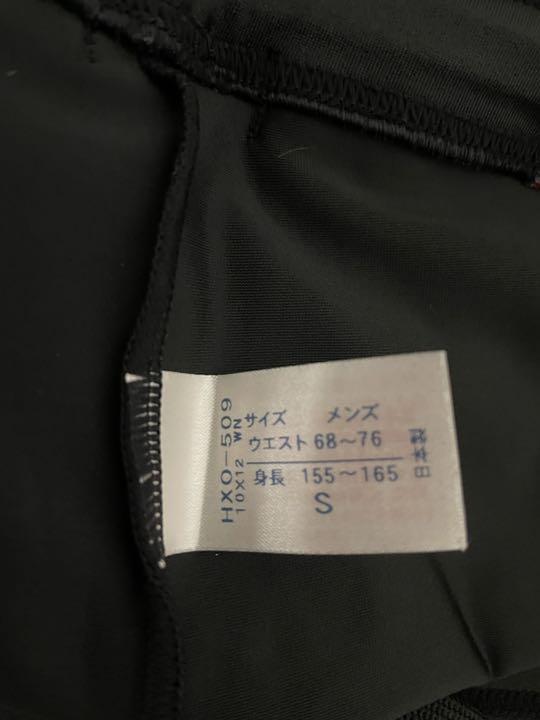 サイズ メンズ
ウエスト 68〜76
身長 155〜165
S
HXO-509
10X12 WN
日本製